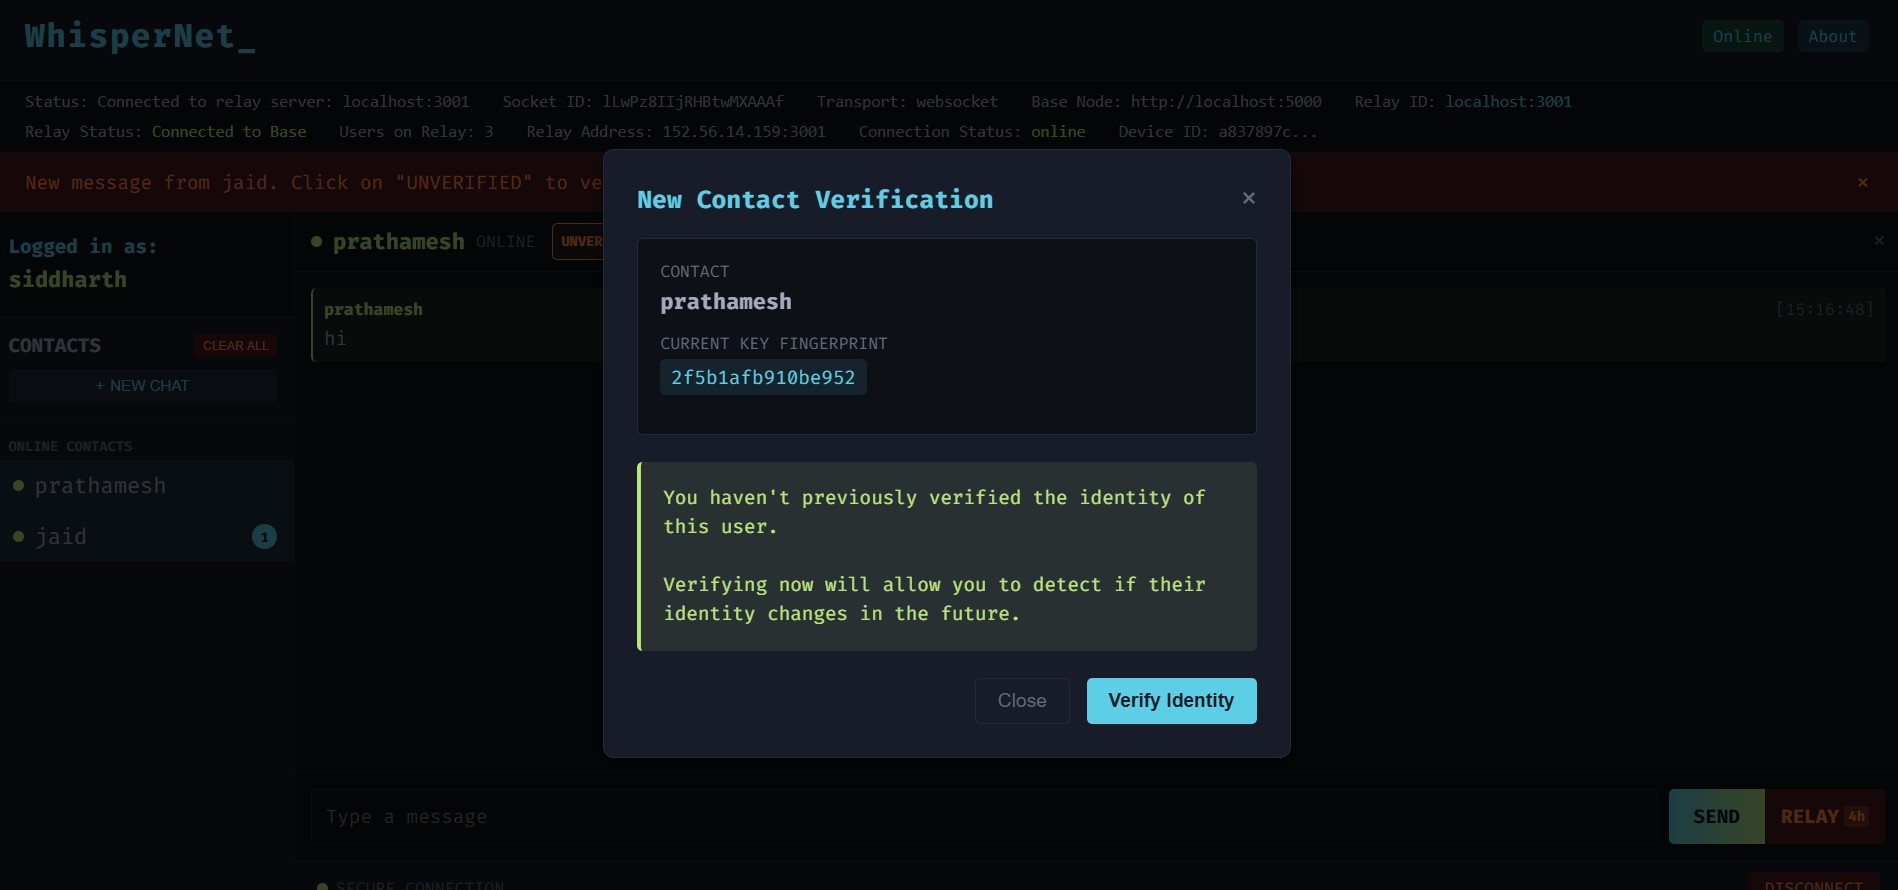 WhisperNet_
Online About
Status: Connected to relay server: localhost:3001 Socket ID: lLwPz8IIjRHBtwMXAAAf Transport: websocket Base Node: http://localhost:5000 Relay ID: localhost:3001
Relay Status: Connected to Base Users on Relay: 3 Relay Address: 152.56.14.159:3001 Connection Status: online Device ID: a837897c...
New message from jaid. Click on "UNVERIFIED" to ve
×
Logged in as:
siddharth
CONTACTS CLEAR ALL
+ NEW CHAT
ONLINE CONTACTS
prathamesh
jaid 1
prathamesh ONLINE UNVER
×
prathamesh [15:16:48]
hi
New Contact Verification ×
CONTACT
prathamesh
CURRENT KEY FINGERPRINT
2f5b1afb910be952
You haven't previously verified the identity of
this user.
Verifying now will allow you to detect if their
identity changes in the future.
Close Verify Identity
Type a message
SEND RELAY 4h
SECURE CONNECTION DISCONNECT